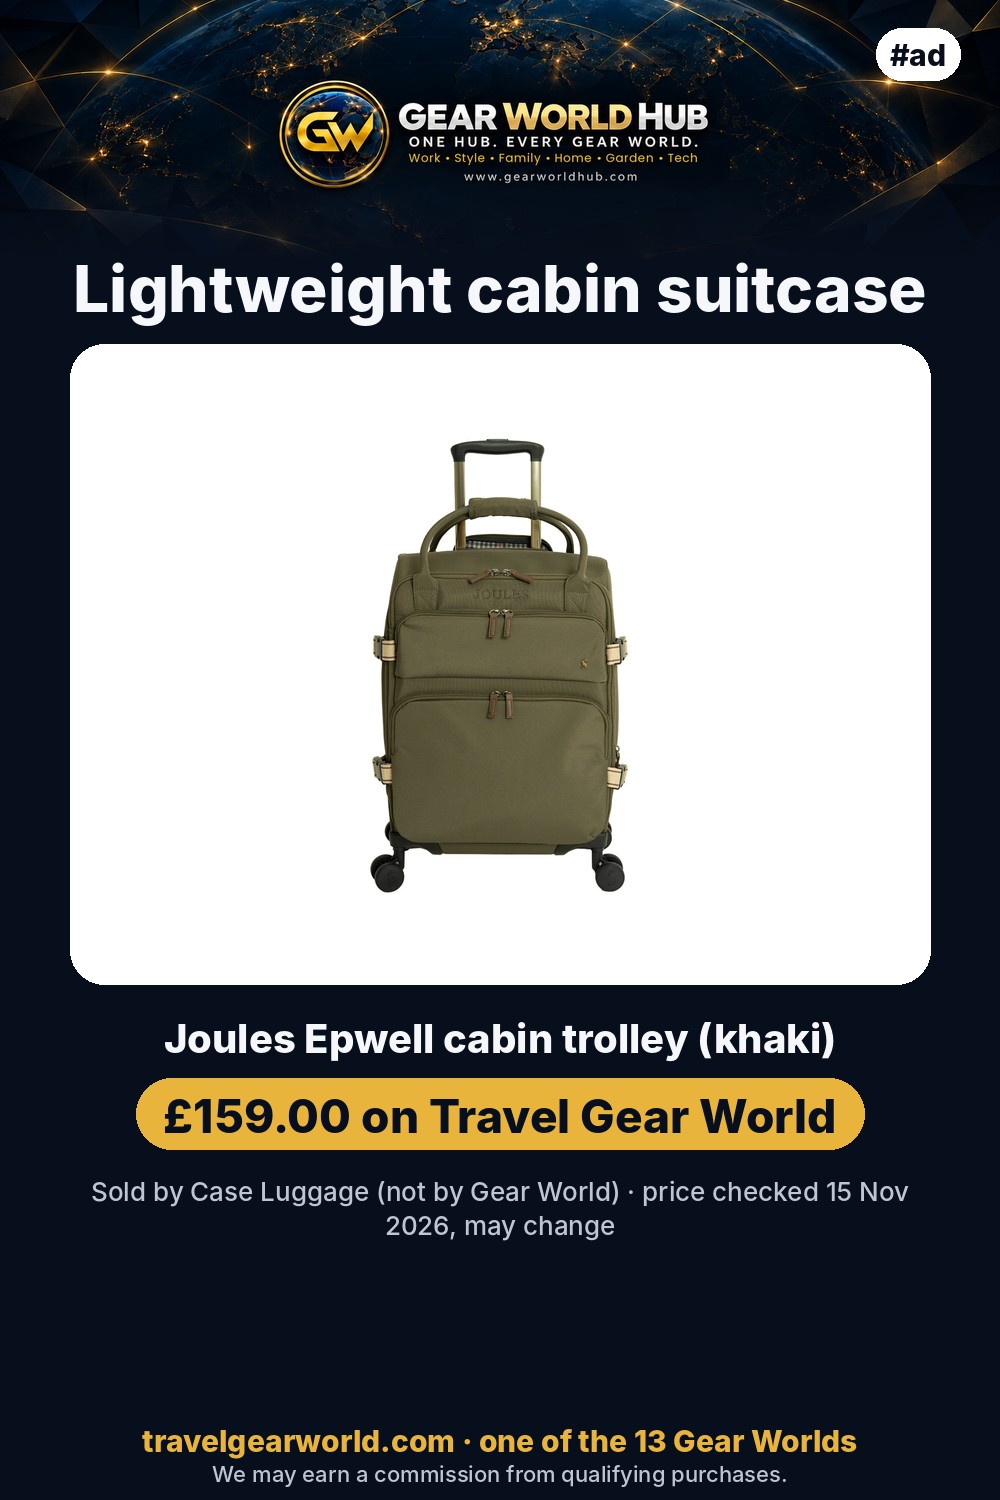 #ad
GW
GEAR WORLD HUB
ONE HUB. EVERY GEAR WORLD.
Work • Style • Family • Home • Garden • Tech
www.gearworldhub.com
Lightweight cabin suitcase
JOULES
Joules Epwell cabin trolley (khaki)
£159.00 on Travel Gear World
Sold by Case Luggage (not by Gear World) · price checked 15 Nov
2026, may change
travelgearworld.com · one of the 13 Gear Worlds
We may earn a commission from qualifying purchases.